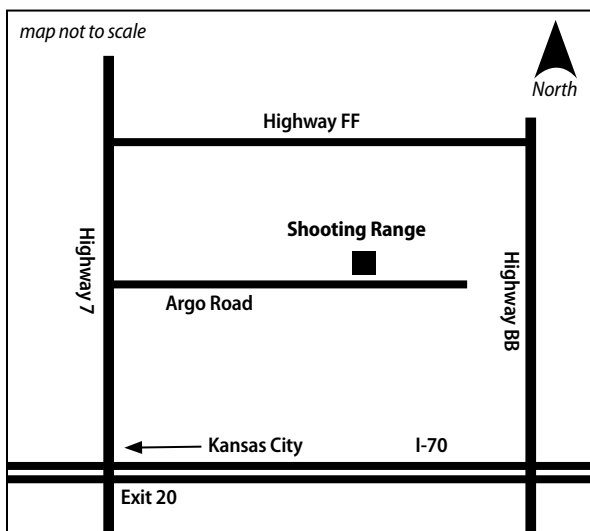 map not to scale
North
Highway FF
Shooting Range
Highway 7
Highway BB
Argo Road
Kansas City
I-70
Exit 20